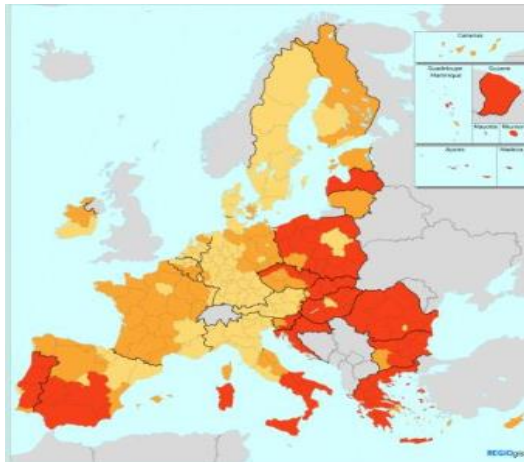 Canarias
Guadeloupe
Martinique
Guyane
Mayotte
Réunion
Açores
Madeira
REGIOgis